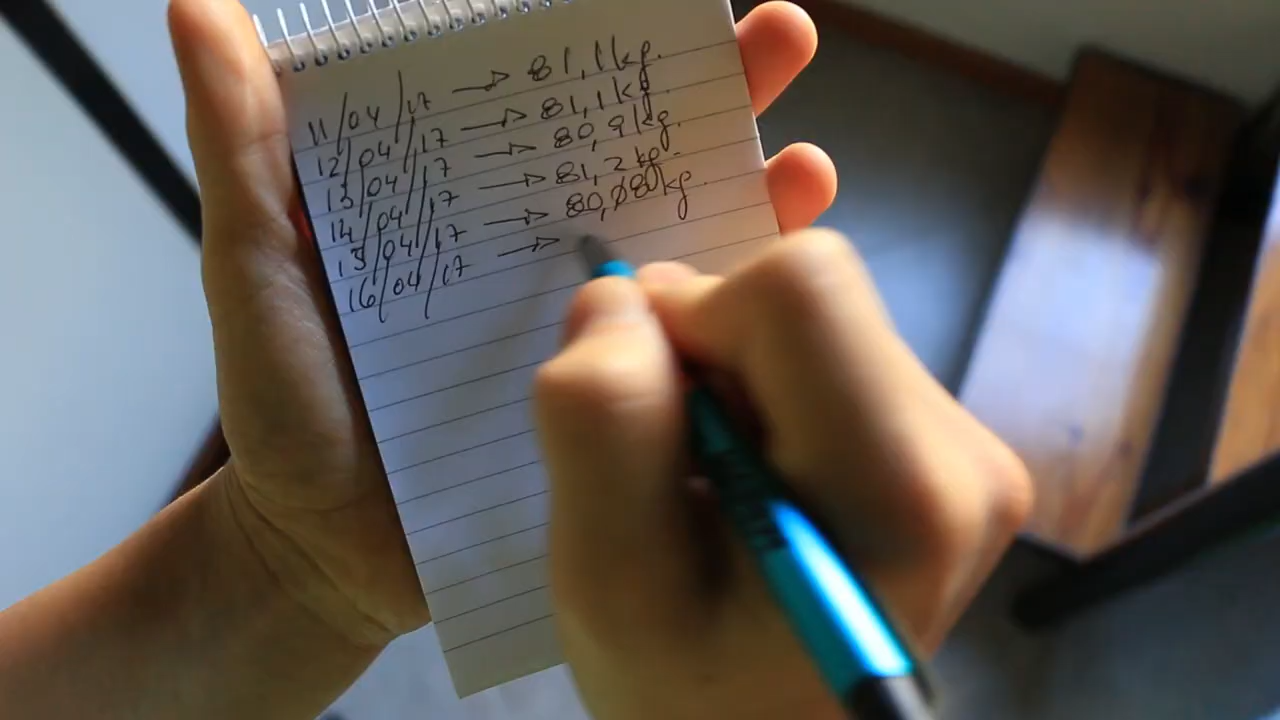 11/04/17 → 81,1kg.
12/04/17 → 81,1kg.
13/04/17 → 80,9kg.
14/04/17 → 81,2kg.
15/04/17 → 80,80kg.
16/04/17 →